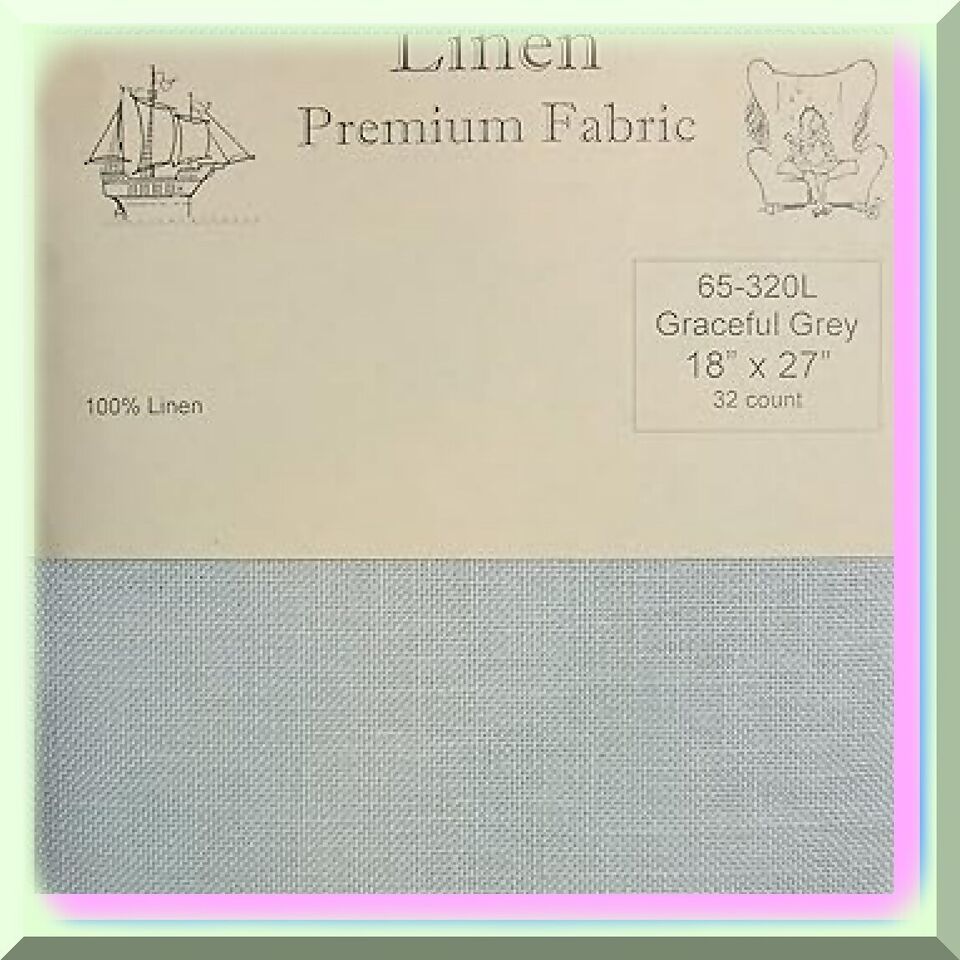 Linen
Premium Fabric
65-320L
Graceful Grey
18" x 27"
32 count
100% Linen